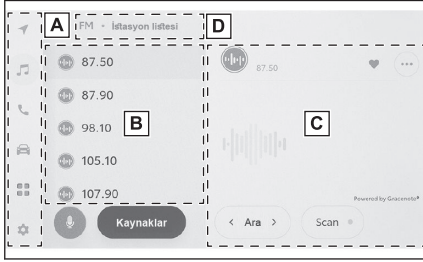 A
FM • İstasyon listesi
D
87.50
87.50
87.90
98.10
B
C
105.10
107.90
Powered by Gracenote®
Kaynaklar
< Ara >
Scan